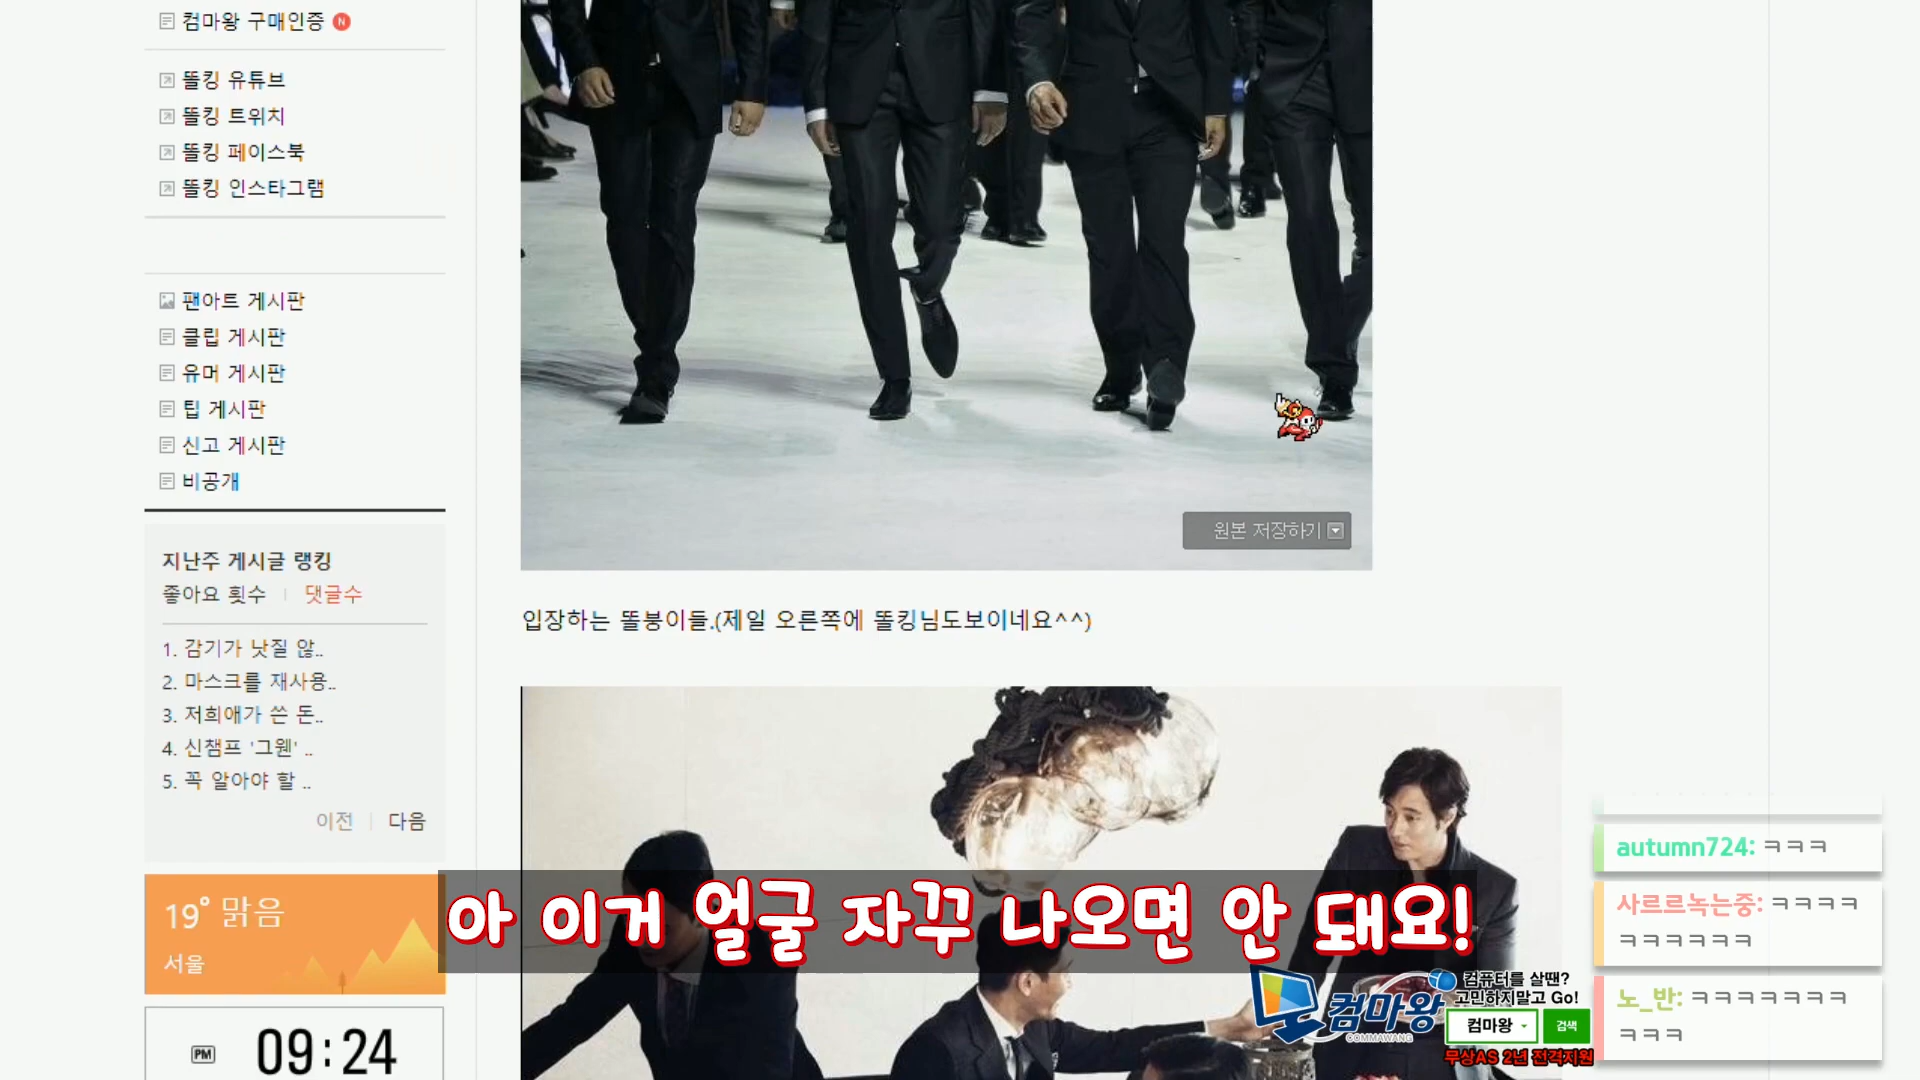 컴마왕 구매인증 N
똘킹 유튜브
똘킹 트위치
똘킹 페이스북
똘킹 인스타그램
팬아트 게시판
클립 게시판
유머 게시판
팁 게시판
신고 게시판
비공개
지난주 게시글 랭킹
좋아요 횟수 댓글수
1. 감기가 낫질 않..
2. 마스크를 재사용..
3. 저희애가 쓴 돈..
4. 신챔프 '그웬' ..
5. 꼭 알아야 할 ..
이전 다음
19° 맑음
서울
PM 09:24
원본 저장하기
입장하는 똘붕이들.(제일 오른쪽에 똘킹님도보이네요^^)
아 이거 얼굴 자꾸 나오면 안 돼요!
컴마왕
COMMAWANG
컴퓨터를 살땐?
고민하지말고 Go!
컴마왕 검색
무상AS 2년 전격지원
autumn724: ㅋㅋㅋ
사르르녹는중: ㅋㅋㅋㅋ
ㅋㅋㅋㅋㅋㅋ
노_반: ㅋㅋㅋㅋㅋㅋㅋ
ㅋㅋㅋ